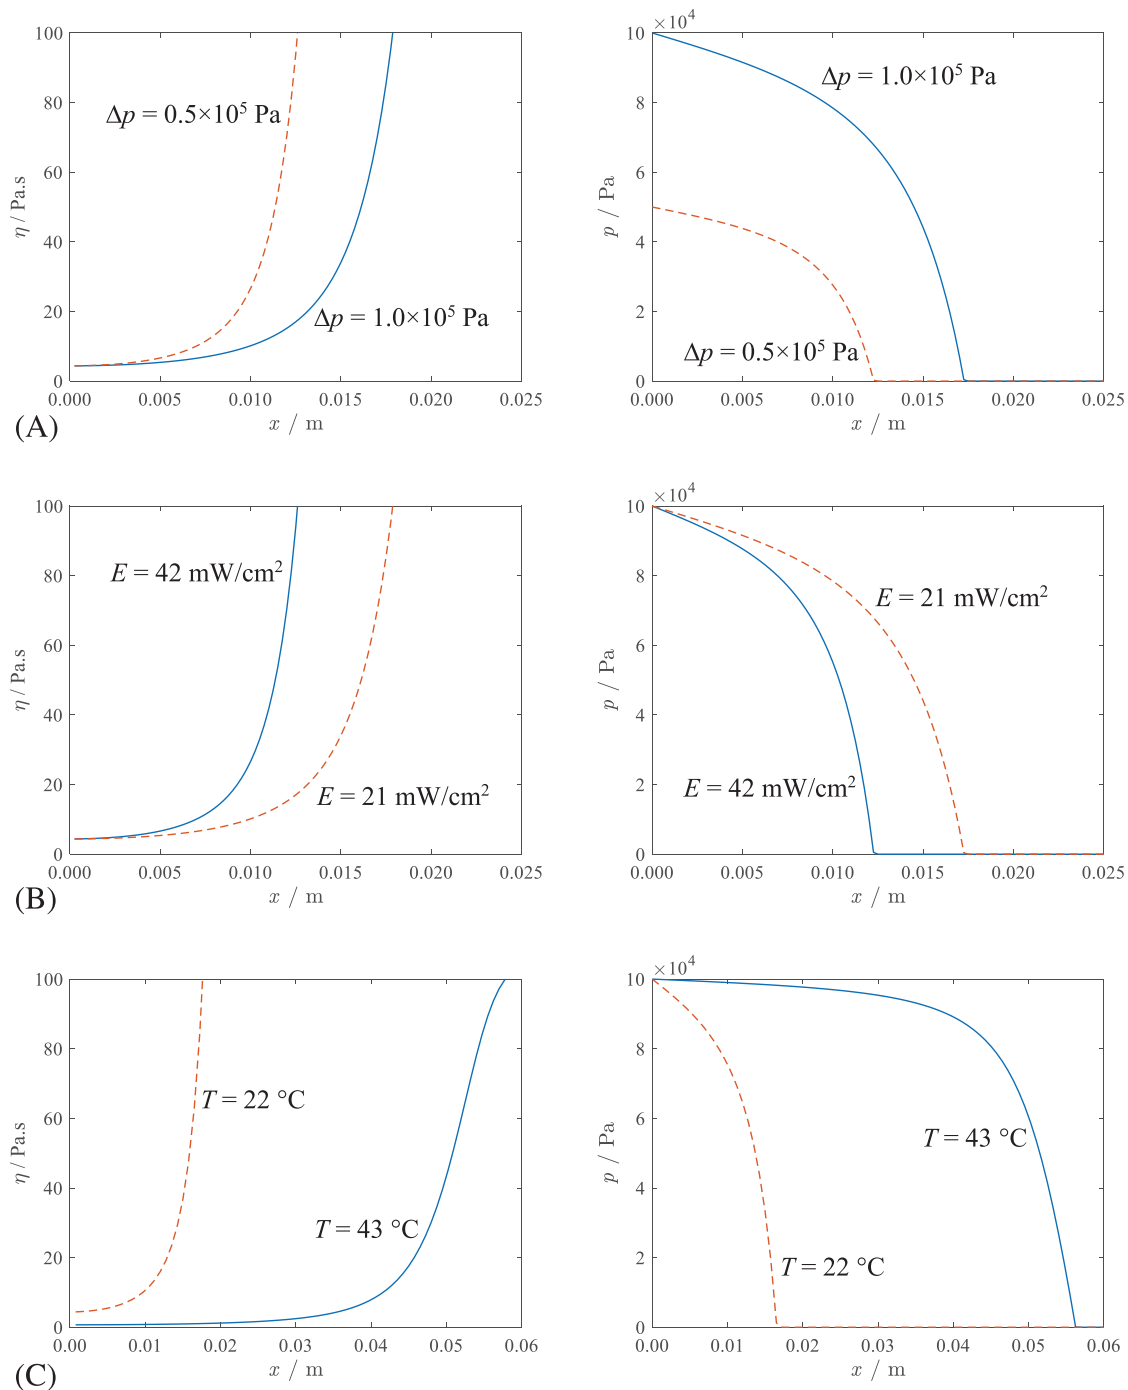 100
80
60
40
20
0
η / Pa.s
Δp = 0.5×10⁵ Pa
Δp = 1.0×10⁵ Pa
0.000 0.005 0.010 0.015 0.020 0.025
x / m
×10⁴
10
8
6
4
2
0
p / Pa
Δp = 1.0×10⁵ Pa
Δp = 0.5×10⁵ Pa
0.000 0.005 0.010 0.015 0.020 0.025
x / m
(A)
100
80
60
40
20
0
η / Pa.s
E = 42 mW/cm²
E = 21 mW/cm²
0.000 0.005 0.010 0.015 0.020 0.025
x / m
×10⁴
10
8
6
4
2
0
p / Pa
E = 21 mW/cm²
E = 42 mW/cm²
0.000 0.005 0.010 0.015 0.020 0.025
x / m
(B)
100
80
60
40
20
0
η / Pa.s
T = 22 °C
T = 43 °C
0.00 0.01 0.02 0.03 0.04 0.05 0.06
x / m
×10⁴
10
8
6
4
2
0
p / Pa
T = 43 °C
T = 22 °C
0.00 0.01 0.02 0.03 0.04 0.05 0.06
x / m
(C)